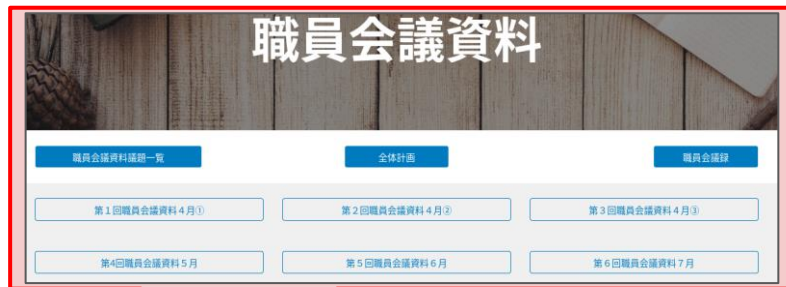 職員会議資料
職員会議資料議題一覧 全体計画 職員会議録
第1回職員会議資料4月① 第2回職員会議資料4月② 第3回職員会議資料4月③
第4回職員会議資料5月 第5回職員会議資料6月 第6回職員会議資料7月